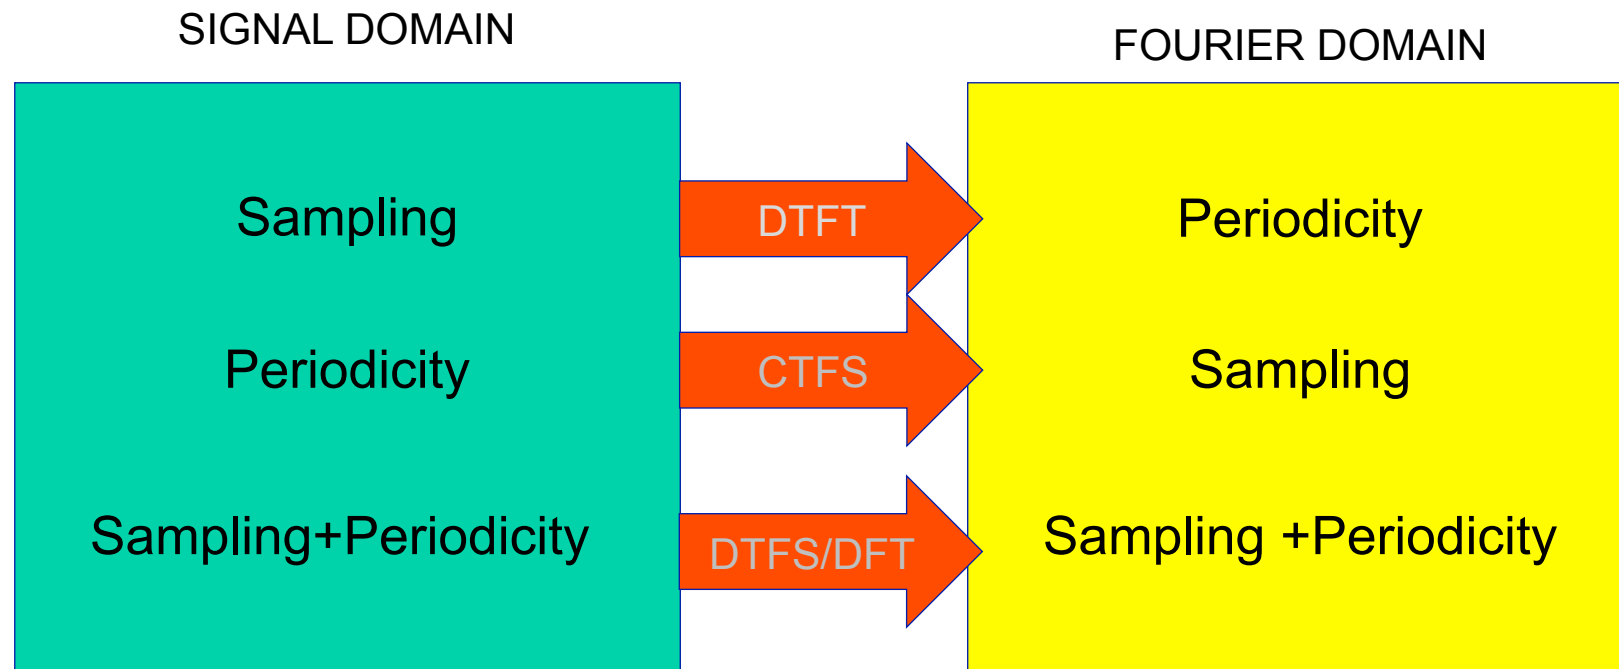 SIGNAL DOMAIN
FOURIER DOMAIN
Sampling
DTFT
Periodicity
Periodicity
CTFS
Sampling
Sampling+Periodicity
DTFS/DFT
Sampling +Periodicity